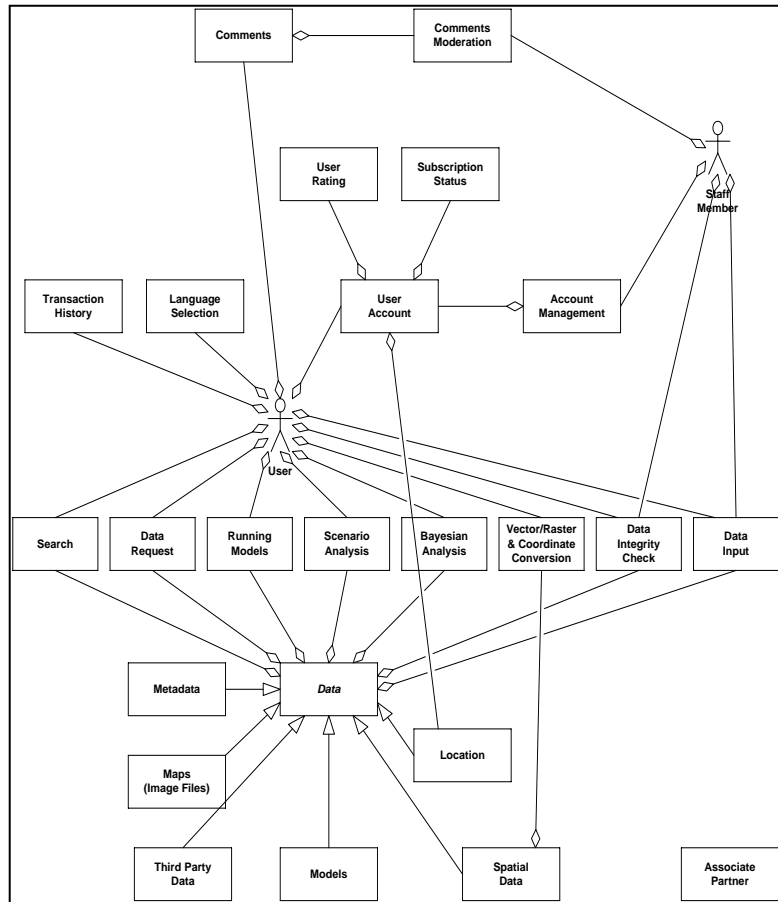 Comments
Comments
Moderation
User
Rating
Subscription
Status
Staff
Member
Transaction
History
Language
Selection
User
Account
Account
Management
User
Search
Data
Request
Running
Models
Scenario
Analysis
Bayesian
Analysis
Vector/Raster
& Coordinate
Conversion
Data
Integrity
Check
Data
Input
Metadata
Data
Location
Maps
(Image Files)
Third Party
Data
Models
Spatial
Data
Associate
Partner